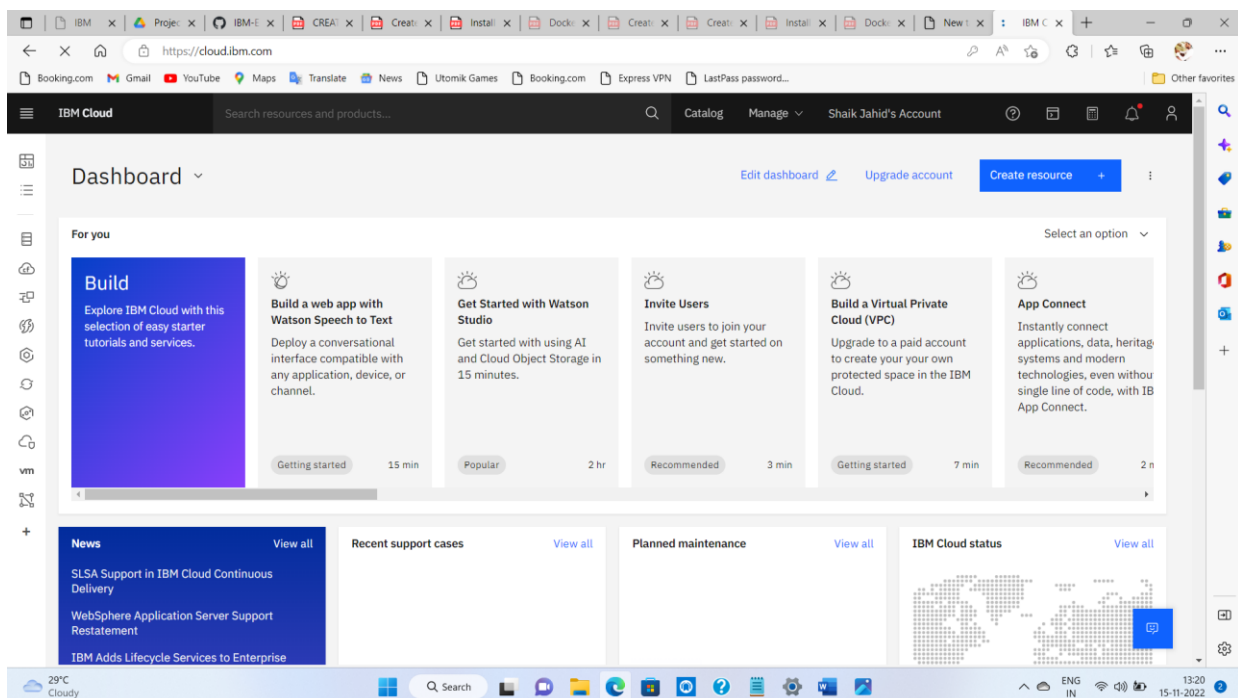 IBM
Projec
IBM-E
CREAT
Create
Install
Docke
Create
Create
Install
Docke
New t
IBM C
https://cloud.ibm.com
Booking.com Gmail YouTube Maps Translate News Utomik Games Booking.com Express VPN LastPass password... Other favorites
IBM Cloud Search resources and products... Catalog Manage Shaik Jahid's Account
Dashboard Edit dashboard Upgrade account Create resource +
For you Select an option
Build
Explore IBM Cloud with this
selection of easy starter
tutorials and services.
Build a web app with
Watson Speech to Text
Deploy a conversational
interface compatible with
any application, device, or
channel.
Getting started 15 min
Get Started with Watson
Studio
Get started with using AI
and Cloud Object Storage in
15 minutes.
Popular 2 hr
Invite Users
Invite users to join your
account and get started on
something new.
Recommended 3 min
Build a Virtual Private
Cloud (VPC)
Upgrade to a paid account
to create your your own
protected space in the IBM
Cloud.
Getting started 7 min
App Connect
Instantly connect
applications, data, heritag
systems and modern
technologies, even withou
single line of code, with IB
App Connect.
Recommended 2 n
vm
News View all
SLSA Support in IBM Cloud Continuous
Delivery
WebSphere Application Server Support
Restatement
IBM Adds Lifecycle Services to Enterprise
Recent support cases View all
Planned maintenance View all
IBM Cloud status View all
29°C
Cloudy
Search
ENG
IN
13:20
15-11-2022
2